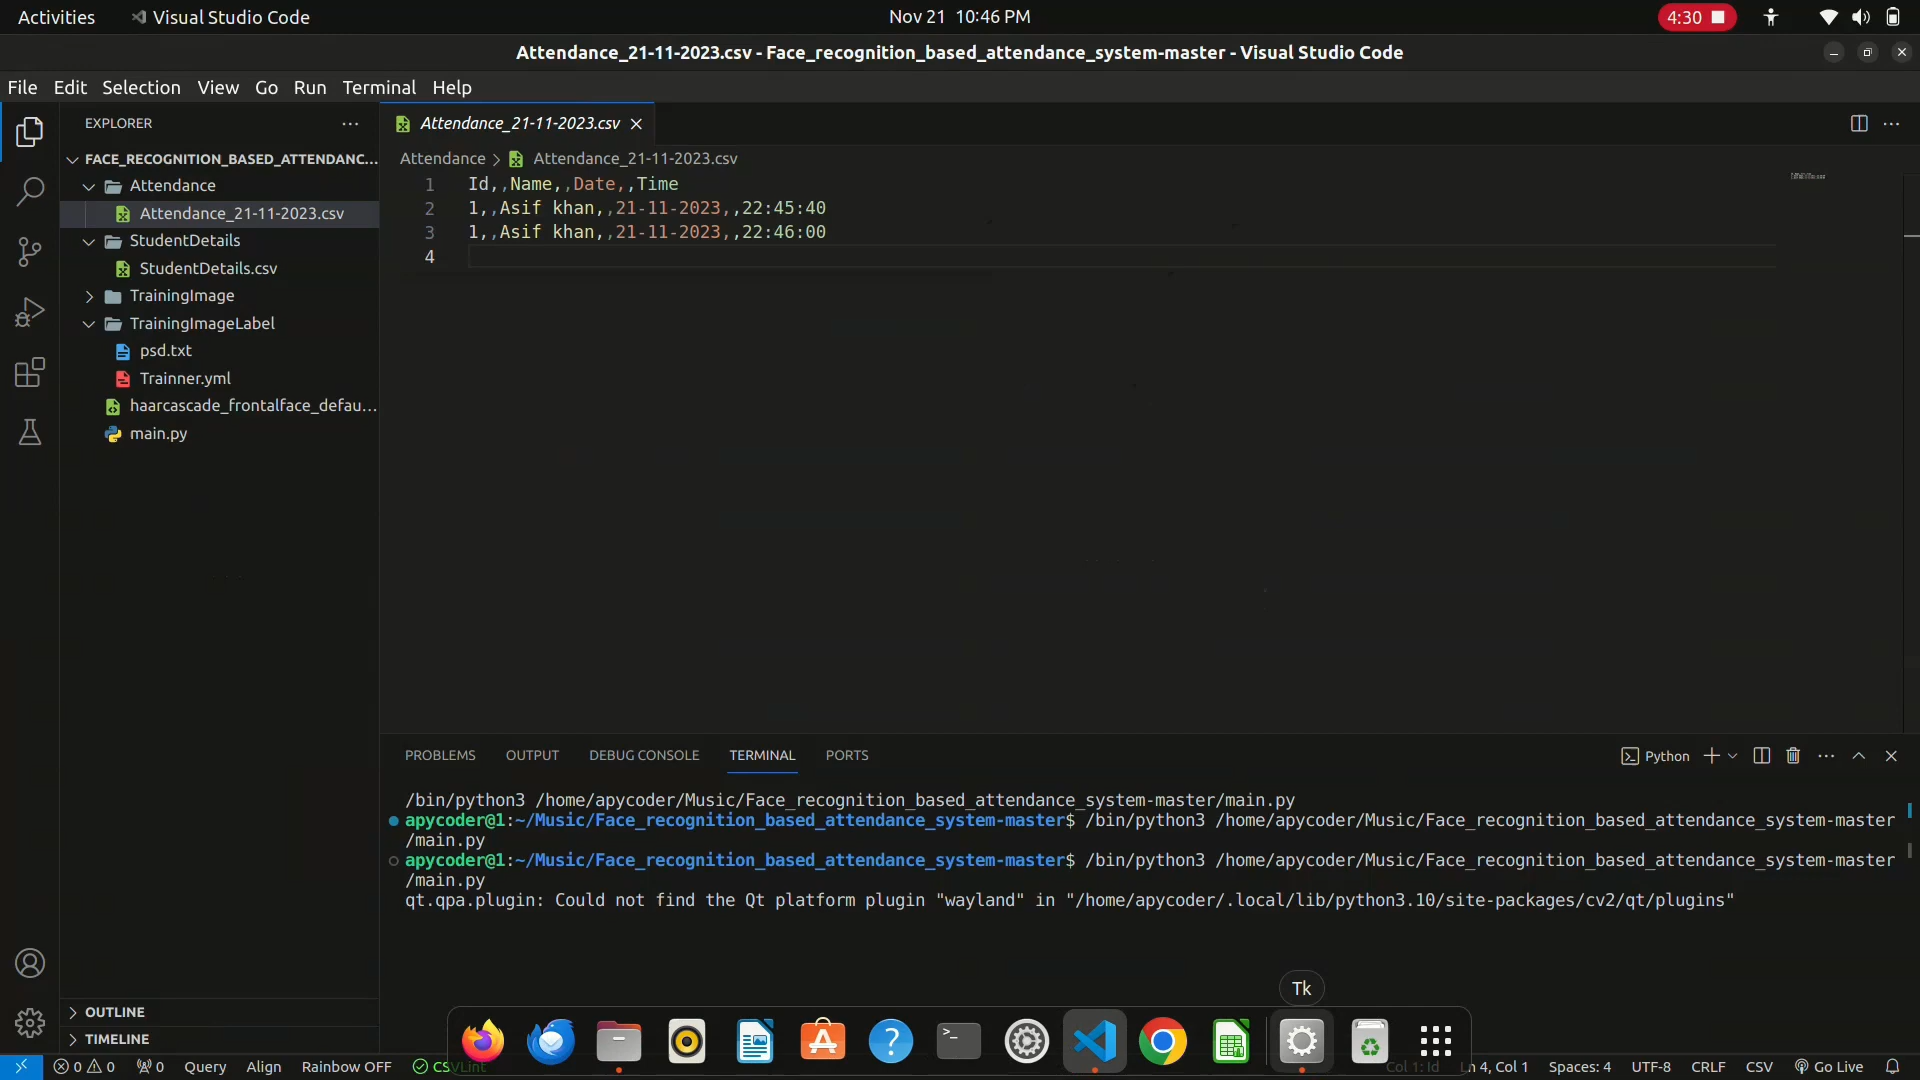 Activities
Visual Studio Code
Nov 21 10:46 PM
4:30
Attendance_21-11-2023.csv - Face_recognition_based_attendance_system-master - Visual Studio Code
File Edit Selection View Go Run Terminal Help
EXPLORER
FACE_RECOGNITION_BASED_ATTENDANC...
Attendance
Attendance_21-11-2023.csv
StudentDetails
StudentDetails.csv
TrainingImage
TrainingImageLabel
psd.txt
Trainner.yml
haarcascade_frontalface_defau...
main.py
OUTLINE
TIMELINE
Attendance_21-11-2023.csv
Attendance > Attendance_21-11-2023.csv
1 Id,,Name,,Date,,Time
2 1,,Asif khan,,21-11-2023,,22:45:40
3 1,,Asif khan,,21-11-2023,,22:46:00
4
PROBLEMS OUTPUT DEBUG CONSOLE TERMINAL PORTS
Python
/bin/python3 /home/apycoder/Music/Face_recognition_based_attendance_system-master/main.py
apycoder@1:~/Music/Face_recognition_based_attendance_system-master$ /bin/python3 /home/apycoder/Music/Face_recognition_based_attendance_system-master
/main.py
apycoder@1:~/Music/Face_recognition_based_attendance_system-master$ /bin/python3 /home/apycoder/Music/Face_recognition_based_attendance_system-master
/main.py
qt.qpa.plugin: Could not find the Qt platform plugin "wayland" in "/home/apycoder/.local/lib/python3.10/site-packages/cv2/qt/plugins"
Tk
0 0 0 Query Align Rainbow OFF CSVLint Col 1: Id Ln 4, Col 1 Spaces: 4 UTF-8 CRLF CSV Go Live